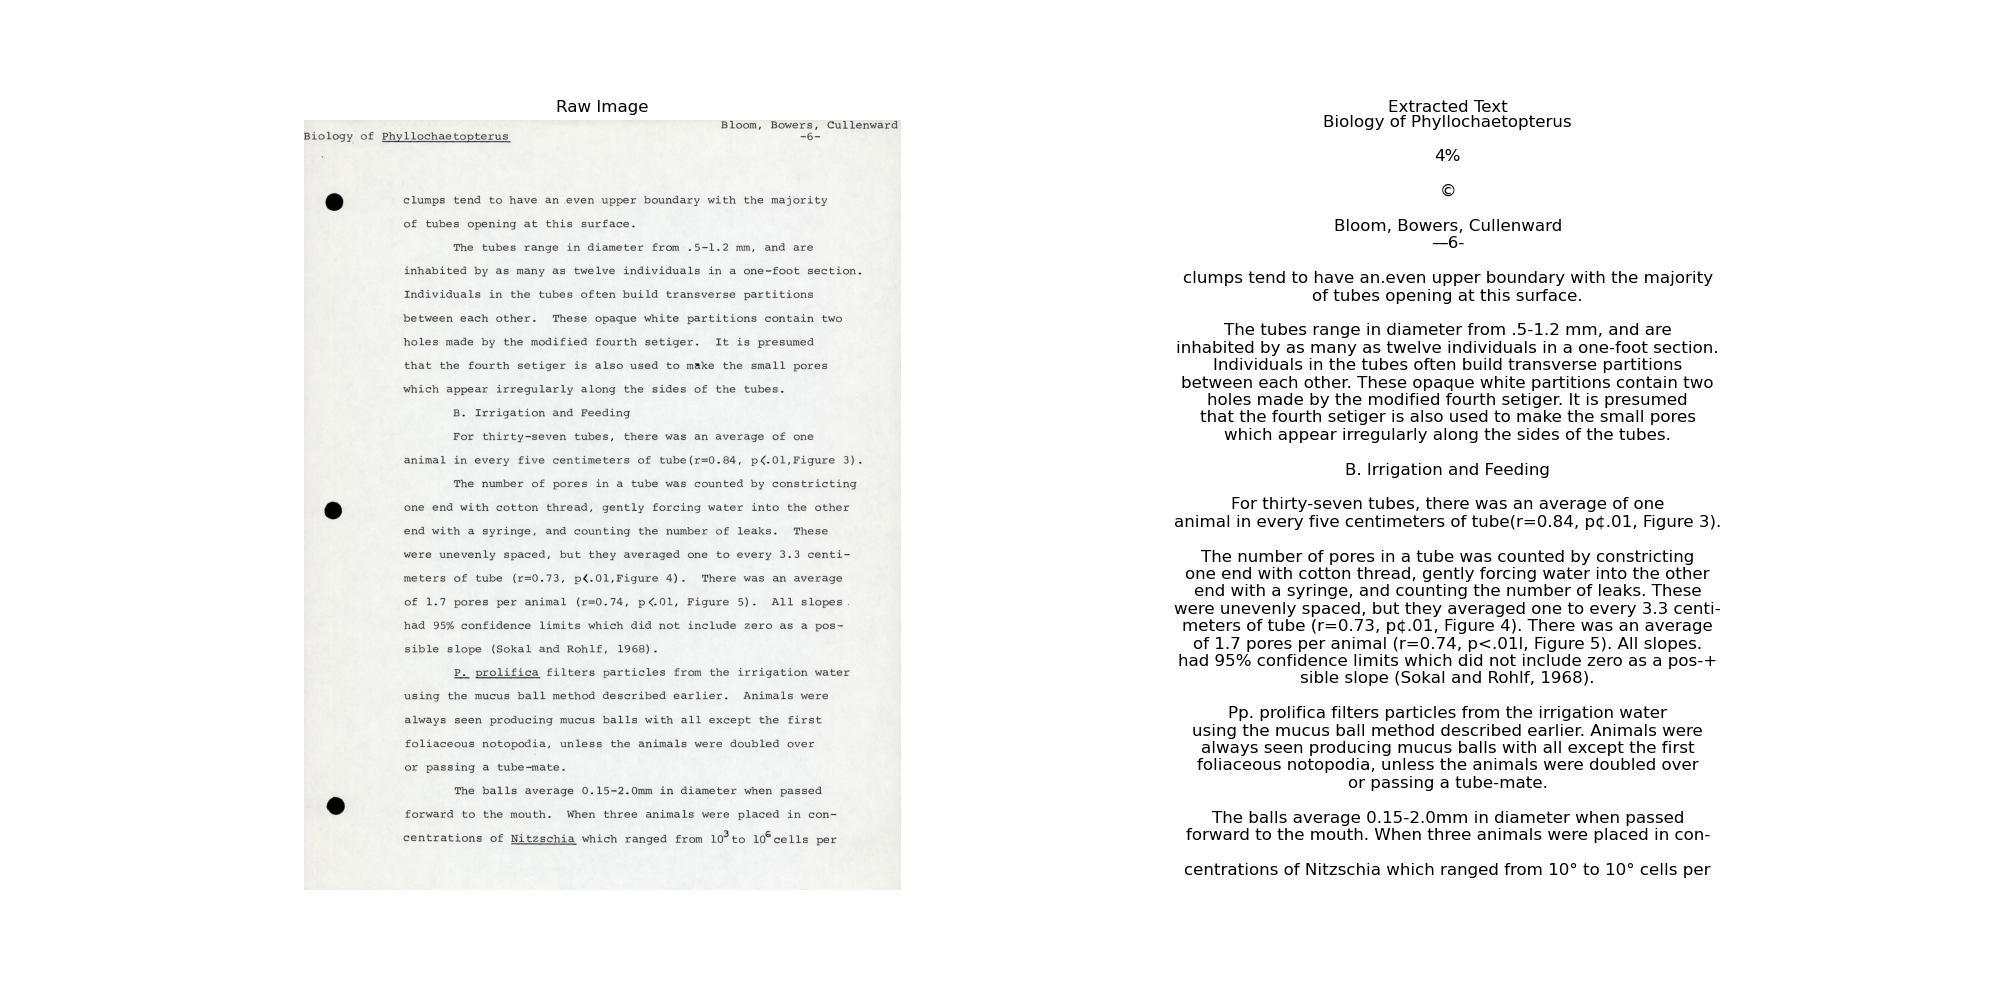 Raw Image
Bloom, Bowers, Cullenward
Biology of Phyllochaetopterus
-6-
clumps tend to have an even upper boundary with the majority
of tubes opening at this surface.
The tubes range in diameter from .5-1.2 mm, and are
inhabited by as many as twelve individuals in a one-foot section.
Individuals in the tubes often build transverse partitions
between each other.  These opaque white partitions contain two
holes made by the modified fourth setiger.  It is presumed
that the fourth setiger is also used to make the small pores
which appear irregularly along the sides of the tubes.
B. Irrigation and Feeding
For thirty-seven tubes, there was an average of one
animal in every five centimeters of tube(r=0.84, p<.01,Figure 3).
The number of pores in a tube was counted by constricting
one end with cotton thread, gently forcing water into the other
end with a syringe, and counting the number of leaks.  These
were unevenly spaced, but they averaged one to every 3.3 centi-
meters of tube (r=0.73, p<.01,Figure 4).  There was an average
of 1.7 pores per animal (r=0.74, p<.01, Figure 5).  All slopes
had 95% confidence limits which did not include zero as a pos-
sible slope (Sokal and Rohlf, 1968).
P. prolifica filters particles from the irrigation water
using the mucus ball method described earlier.  Animals were
always seen producing mucus balls with all except the first
foliaceous notopodia, unless the animals were doubled over
or passing a tube-mate.
The balls average 0.15-2.0mm in diameter when passed
forward to the mouth.  When three animals were placed in con-
centrations of Nitzschia which ranged from 10³ to 10⁶ cells per
Extracted Text
Biology of Phyllochaetopterus
4%
©
Bloom, Bowers, Cullenward
—6-
clumps tend to have an.even upper boundary with the majority
of tubes opening at this surface.
The tubes range in diameter from .5-1.2 mm, and are
inhabited by as many as twelve individuals in a one-foot section.
Individuals in the tubes often build transverse partitions
between each other. These opaque white partitions contain two
holes made by the modified fourth setiger. It is presumed
that the fourth setiger is also used to make the small pores
which appear irregularly along the sides of the tubes.
B. Irrigation and Feeding
For thirty-seven tubes, there was an average of one
animal in every five centimeters of tube(r=0.84, p¢.01, Figure 3).
The number of pores in a tube was counted by constricting
one end with cotton thread, gently forcing water into the other
end with a syringe, and counting the number of leaks. These
were unevenly spaced, but they averaged one to every 3.3 centi-
meters of tube (r=0.73, p¢.01, Figure 4). There was an average
of 1.7 pores per animal (r=0.74, p<.01l, Figure 5). All slopes.
had 95% confidence limits which did not include zero as a pos-+
sible slope (Sokal and Rohlf, 1968).
Pp. prolifica filters particles from the irrigation water
using the mucus ball method described earlier. Animals were
always seen producing mucus balls with all except the first
foliaceous notopodia, unless the animals were doubled over
or passing a tube-mate.
The balls average 0.15-2.0mm in diameter when passed
forward to the mouth. When three animals were placed in con-
centrations of Nitzschia which ranged from 10° to 10° cells per